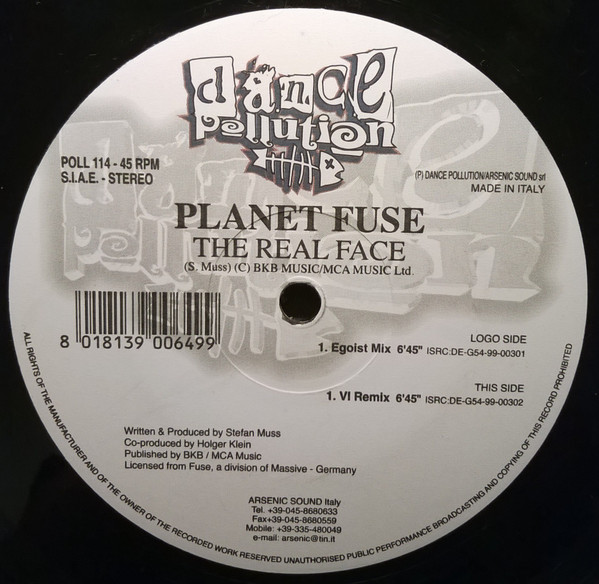 dance
pollution
POLL 114 - 45 RPM
S.I.A.E. - STEREO
(P) DANCE POLLUTION/ARSENIC SOUND srl
MADE IN ITALY
PLANET FUSE
THE REAL FACE
(S. Muss) (C) BKB MUSIC/MCA MUSIC Ltd.
8 018139 006499
LOGO SIDE
1. Egoist Mix 6'45" ISRC:DE-G54-99-00301
THIS SIDE
1. VI Remix 6'45" ISRC:DE-G54-99-00302
Written & Produced by Stefan Muss
Co-produced by Holger Klein
Published by BKB / MCA Music
Licensed from Fuse, a division of Massive - Germany
ARSENIC SOUND Italy
Tel. +39-045-8680633
Fax+39-045-8680559
Mobile: +39-335-480049
e-mail: arsenic@tin.it
ALL RIGHTS OF THE MANUFACTURER AND OF THE OWNER OF THE RECORDED WORK RESERVED UNAUTHORISED PUBLIC PERFORMANCE BROADCASTING AND COPYING OF THIS RECORD PROHIBITED